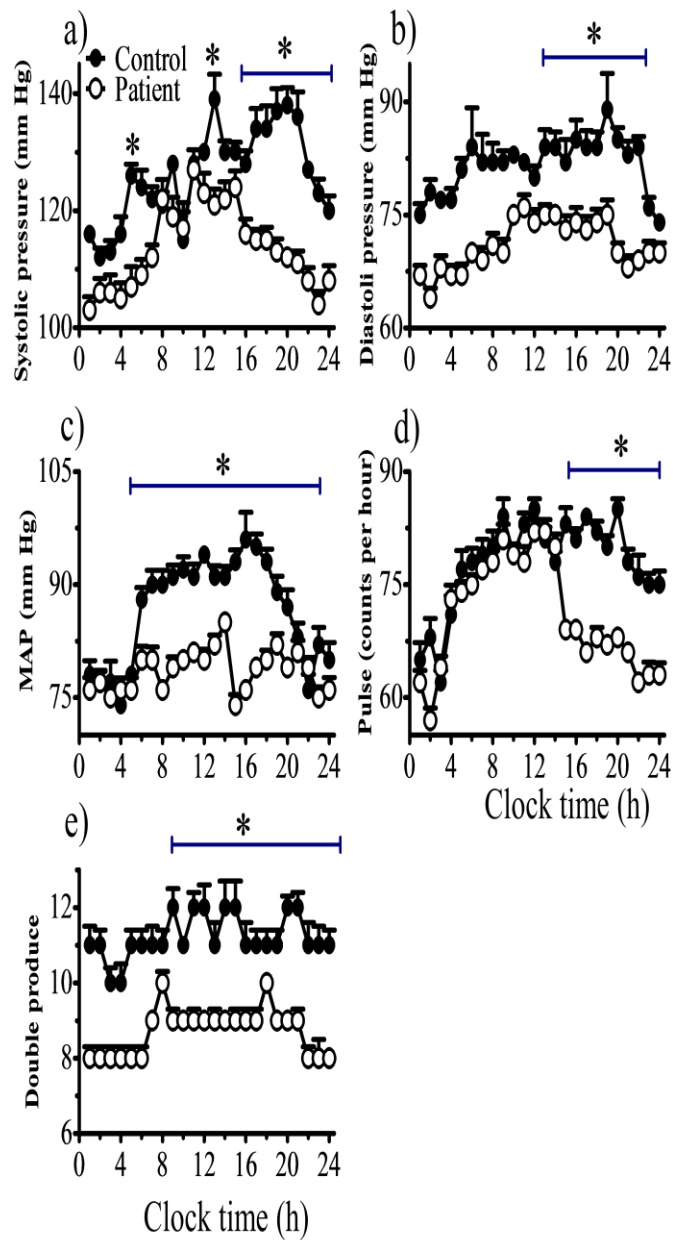 a)
Control
Patient
*
*
*
Systolic pressure (mm Hg)
140
120
100
0 4 8 12 16 20 24
b)
*
Diastoli pressure (mm Hg)
90
75
60
0 4 8 12 16 20 24
c)
*
MAP (mm Hg)
105
90
75
0 4 8 12 16 20 24
d)
*
Pulse (counts per hour)
90
75
60
0 4 8 12 16 20 24
Clock time (h)
e)
*
Double produce
12
10
8
6
0 4 8 12 16 20 24
Clock time (h)